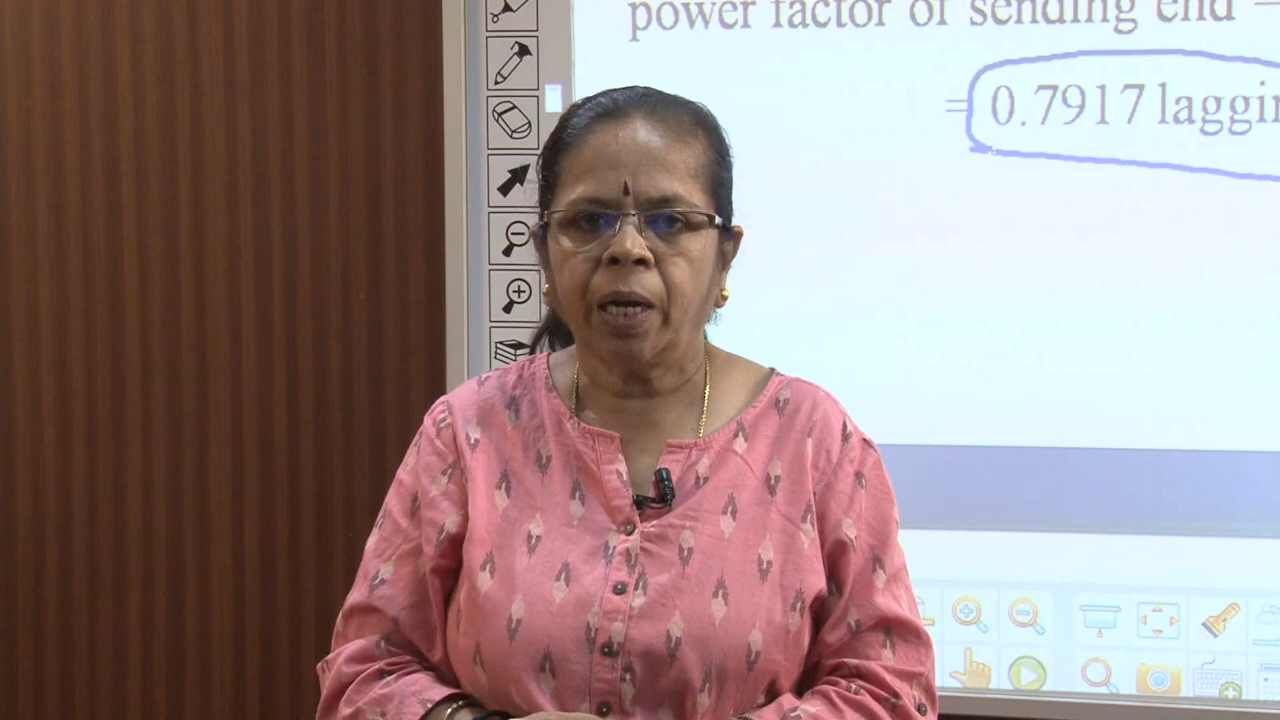 power factor of sending end =
= 0.7917 laggin